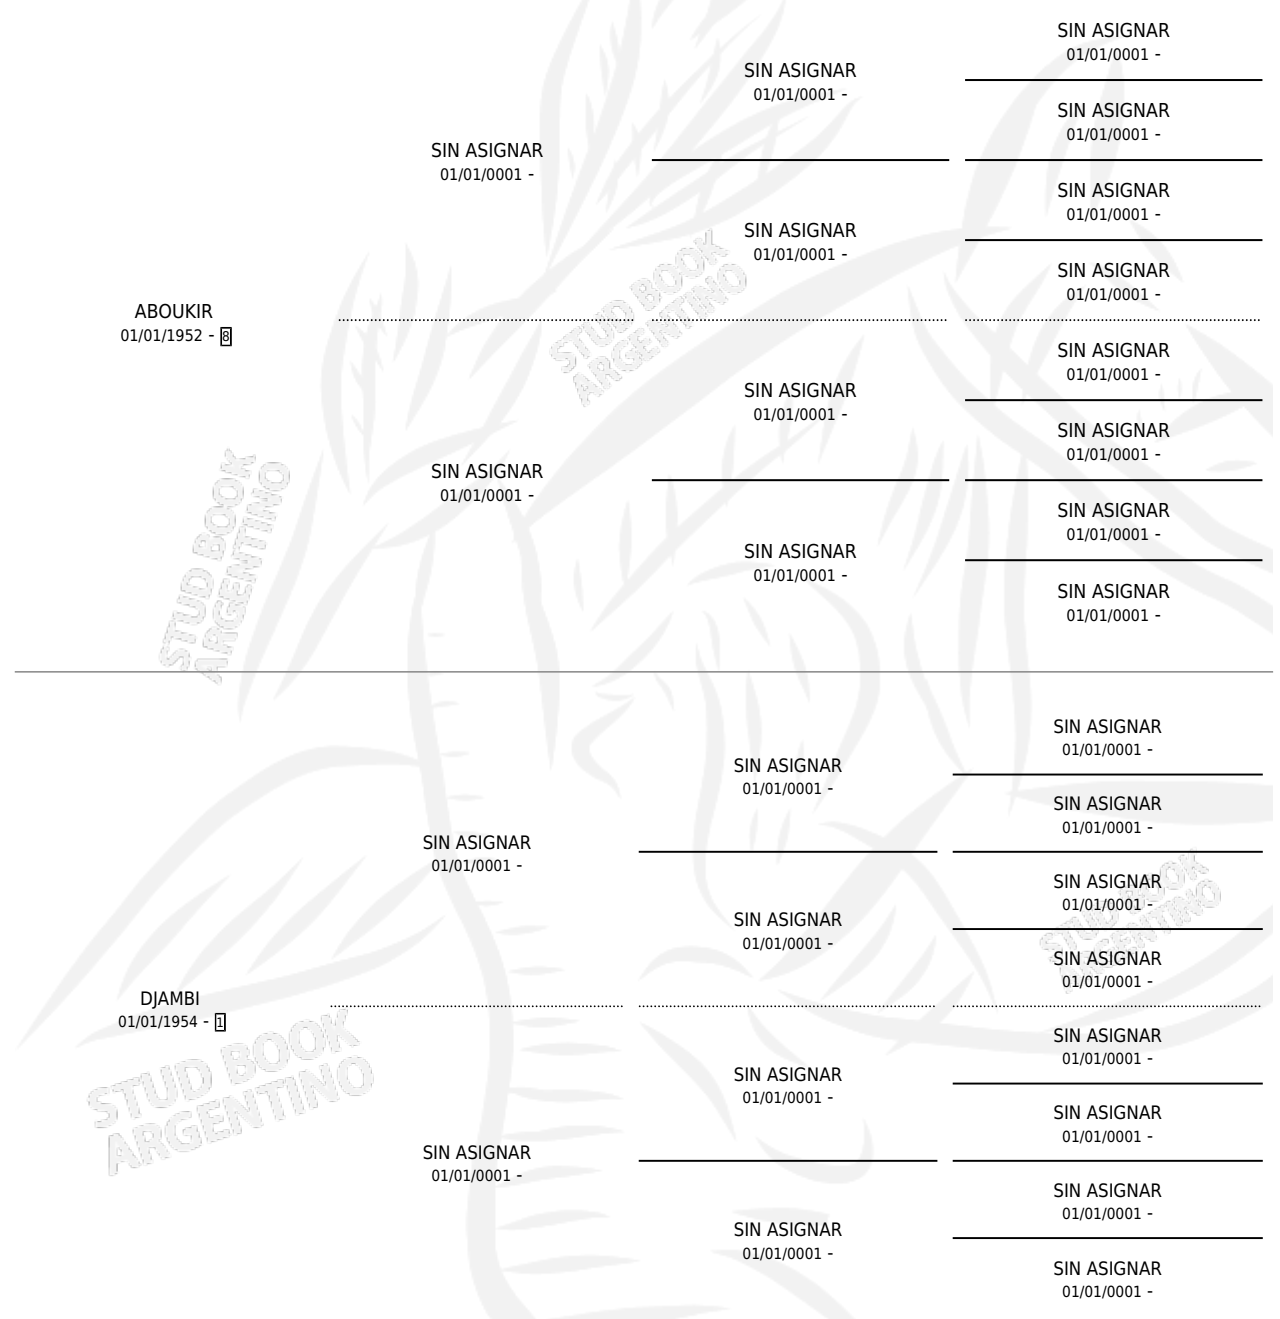 ABOUKIR
01/01/1952 - 8
SIN ASIGNAR
01/01/0001 -
SIN ASIGNAR
01/01/0001 -
SIN ASIGNAR
01/01/0001 -
SIN ASIGNAR
01/01/0001 -
SIN ASIGNAR
01/01/0001 -
SIN ASIGNAR
01/01/0001 -
SIN ASIGNAR
01/01/0001 -
SIN ASIGNAR
01/01/0001 -
SIN ASIGNAR
01/01/0001 -
SIN ASIGNAR
01/01/0001 -
SIN ASIGNAR
01/01/0001 -
SIN ASIGNAR
01/01/0001 -
SIN ASIGNAR
01/01/0001 -
SIN ASIGNAR
01/01/0001 -
STUD BOOK
ARGENTINO
STUD BOOK
ARGENTINO
DJAMBI
01/01/1954 - 1
SIN ASIGNAR
01/01/0001 -
SIN ASIGNAR
01/01/0001 -
SIN ASIGNAR
01/01/0001 -
SIN ASIGNAR
01/01/0001 -
SIN ASIGNAR
01/01/0001 -
SIN ASIGNAR
01/01/0001 -
SIN ASIGNAR
01/01/0001 -
SIN ASIGNAR
01/01/0001 -
SIN ASIGNAR
01/01/0001 -
SIN ASIGNAR
01/01/0001 -
SIN ASIGNAR
01/01/0001 -
SIN ASIGNAR
01/01/0001 -
SIN ASIGNAR
01/01/0001 -
SIN ASIGNAR
01/01/0001 -
STUD BOOK
ARGENTINO
STUD BOOK
ARGENTINO